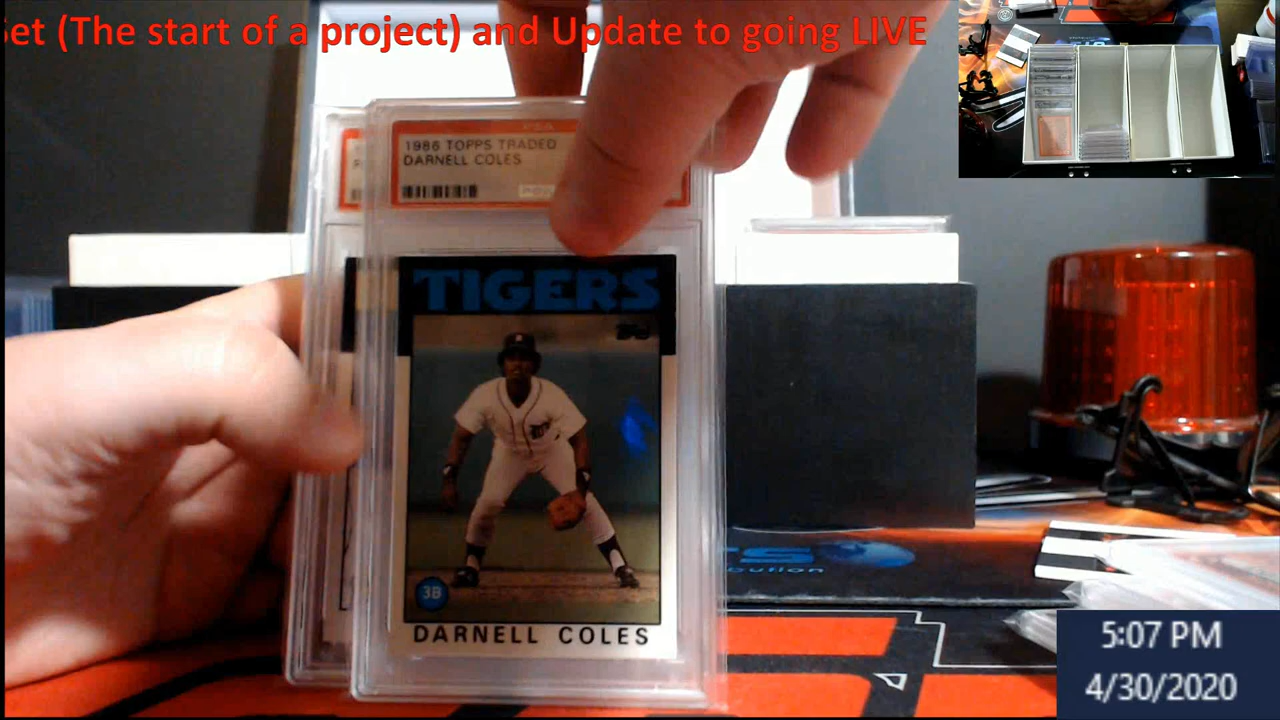 et (The start of a project) and Update to going LIVE
1986 TOPPS TRADED
DARNELL COLES
TIGERS
3B
DARNELL COLES
5:07 PM
4/30/2020